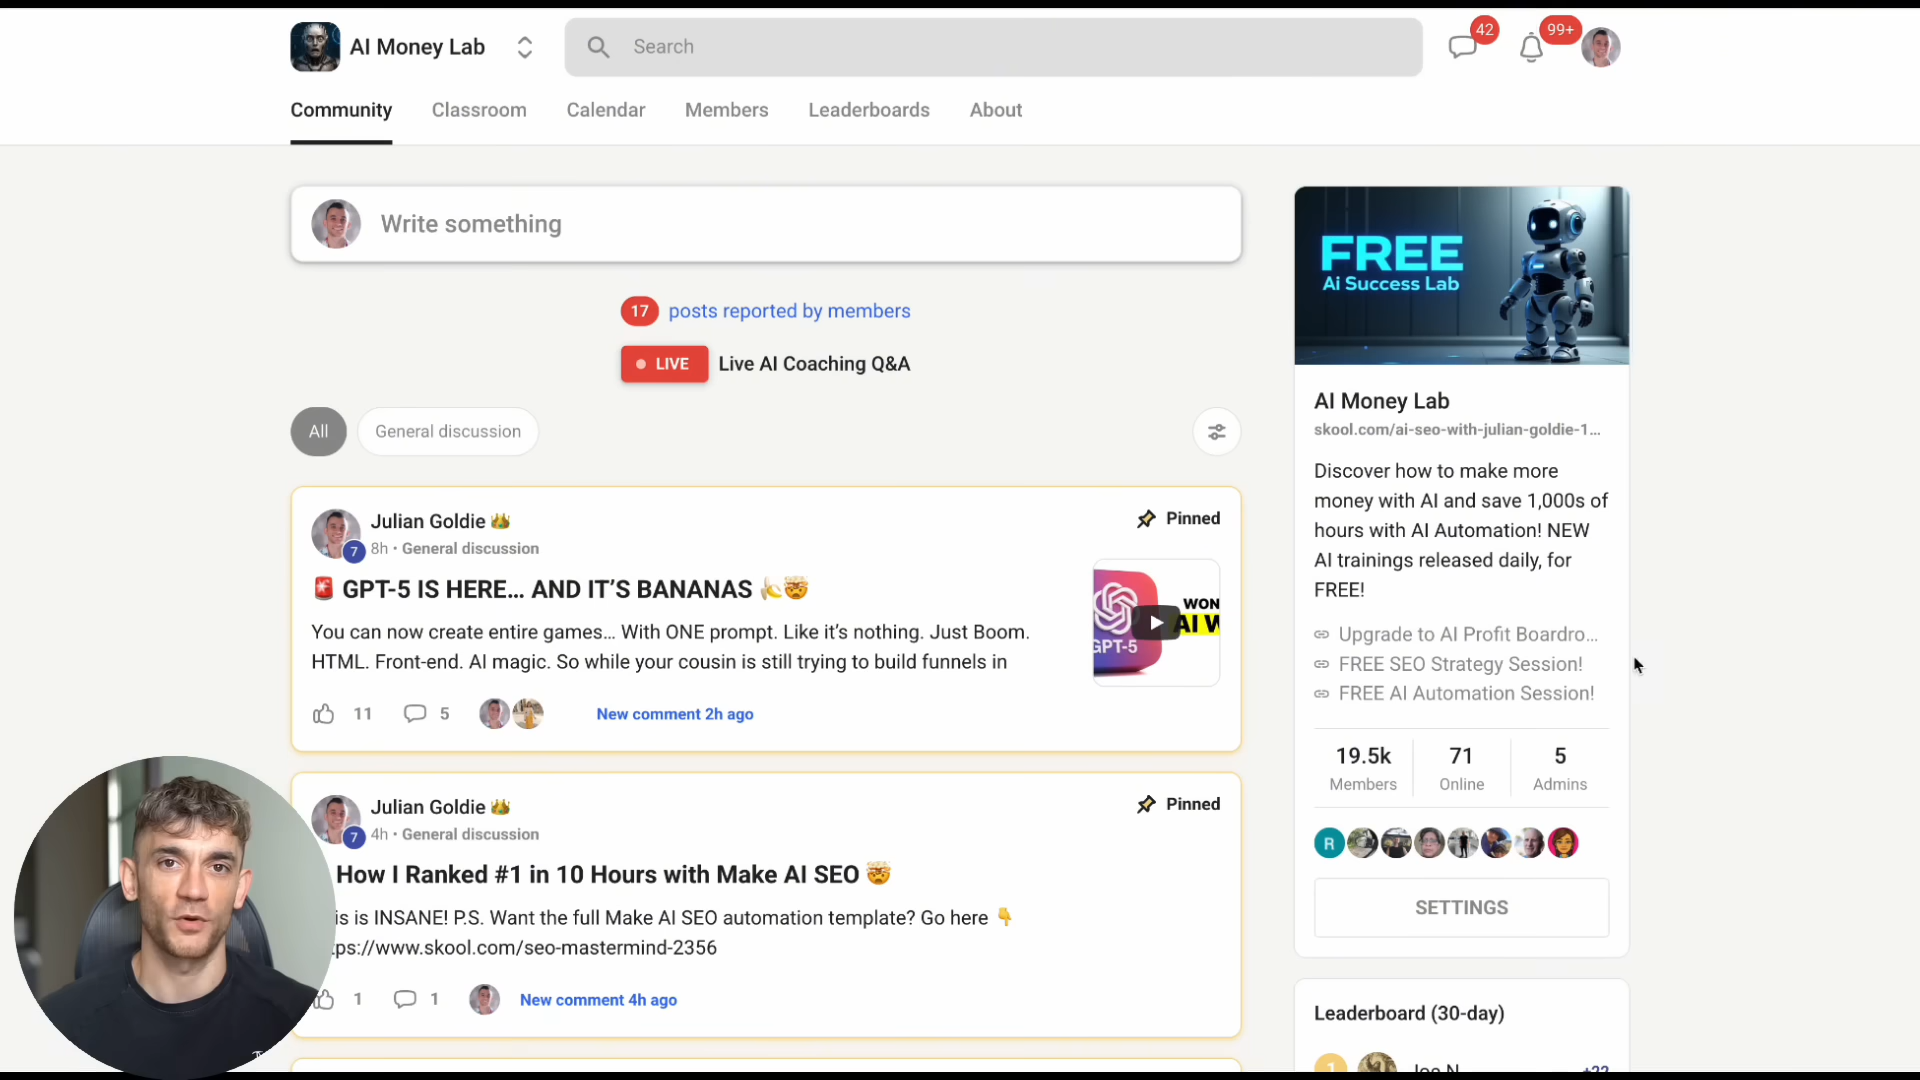 AI Money Lab
Search
42
99+
Community
Classroom
Calendar
Members
Leaderboards
About
Write something
17 posts reported by members
LIVE Live AI Coaching Q&A
All
General discussion
Julian Goldie
Pinned
7
8h • General discussion
GPT-5 IS HERE... AND IT'S BANANAS
You can now create entire games... With ONE prompt. Like it's nothing. Just Boom.
HTML. Front-end. AI magic. So while your cousin is still trying to build funnels in
GPT-5
WON
AI W
11
5
New comment 2h ago
Julian Goldie
Pinned
7
4h • General discussion
How I Ranked #1 in 10 Hours with Make AI SEO
is is INSANE! P.S. Want the full Make AI SEO automation template? Go here
ps://www.skool.com/seo-mastermind-2356
1
1
New comment 4h ago
FREE
Ai Success Lab
AI Money Lab
skool.com/ai-seo-with-julian-goldie-1...
Discover how to make more
money with AI and save 1,000s of
hours with AI Automation! NEW
AI trainings released daily, for
FREE!
Upgrade to AI Profit Boardro...
FREE SEO Strategy Session!
FREE AI Automation Session!
19.5k
Members
71
Online
5
Admins
R
SETTINGS
Leaderboard (30-day)
1
Joe N
+22